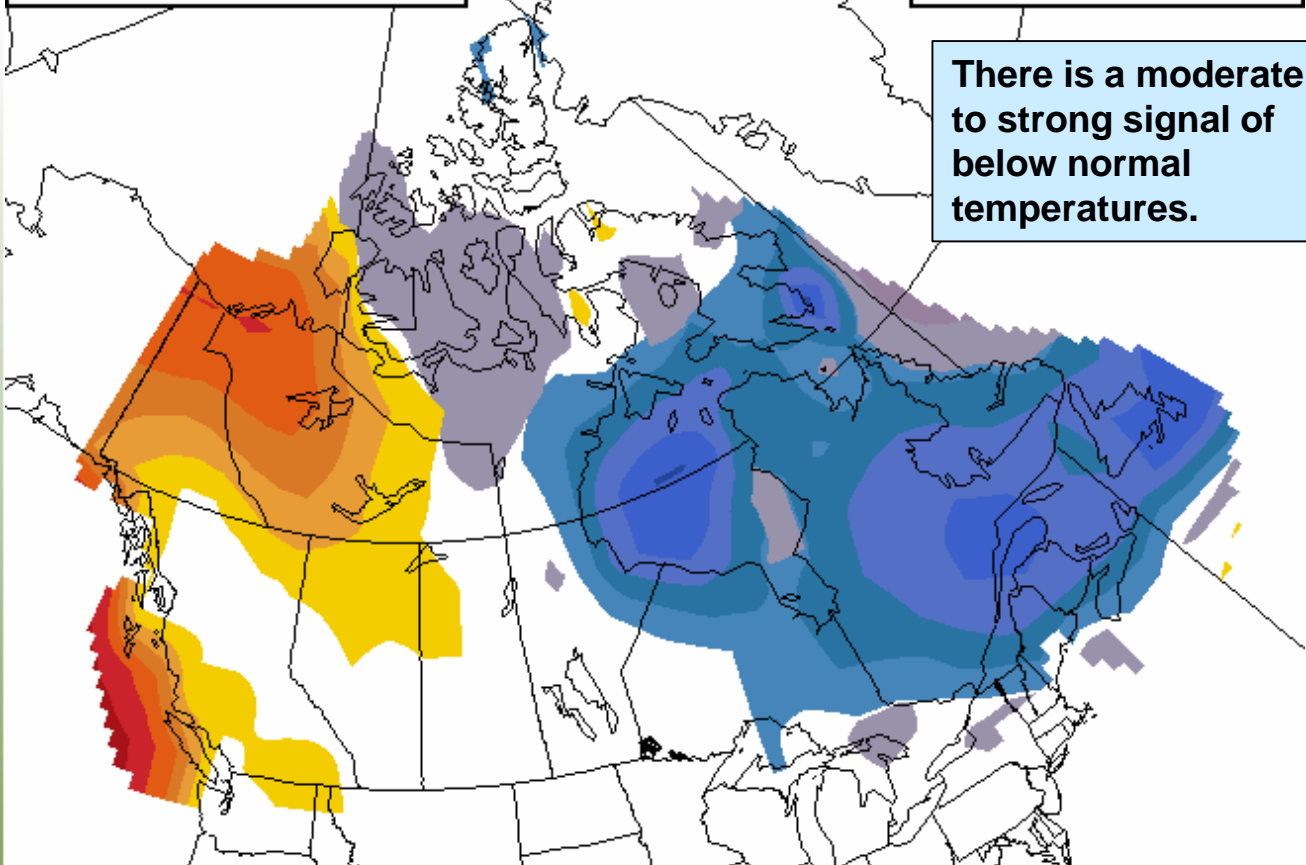 There is a moderate
to strong signal of
below normal
temperatures.